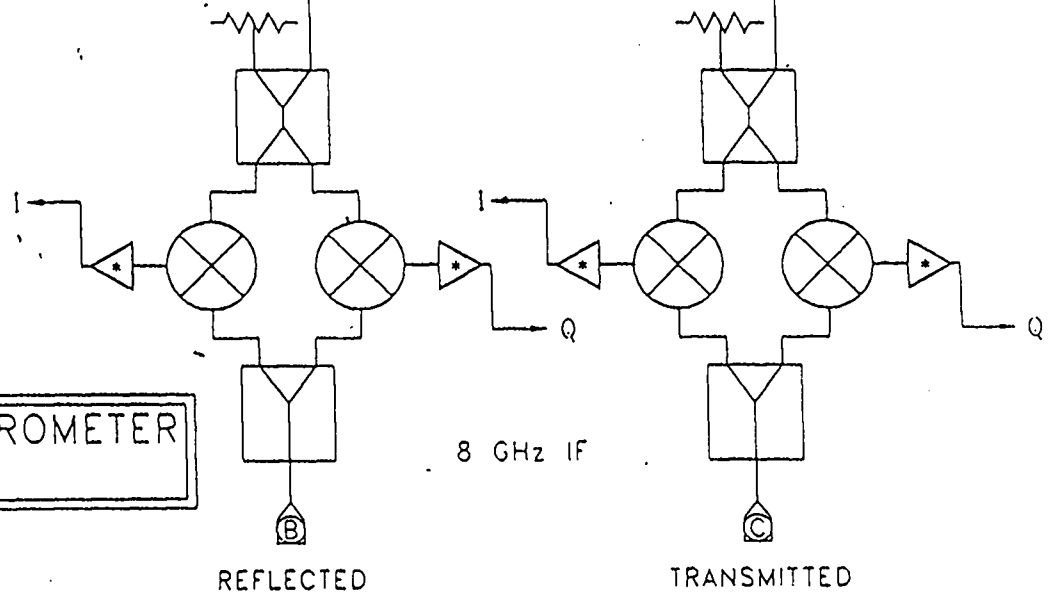 I
*
*
Q
I
*
*
Q
ROMETER
8 GHz IF
B
C
REFLECTED
TRANSMITTED